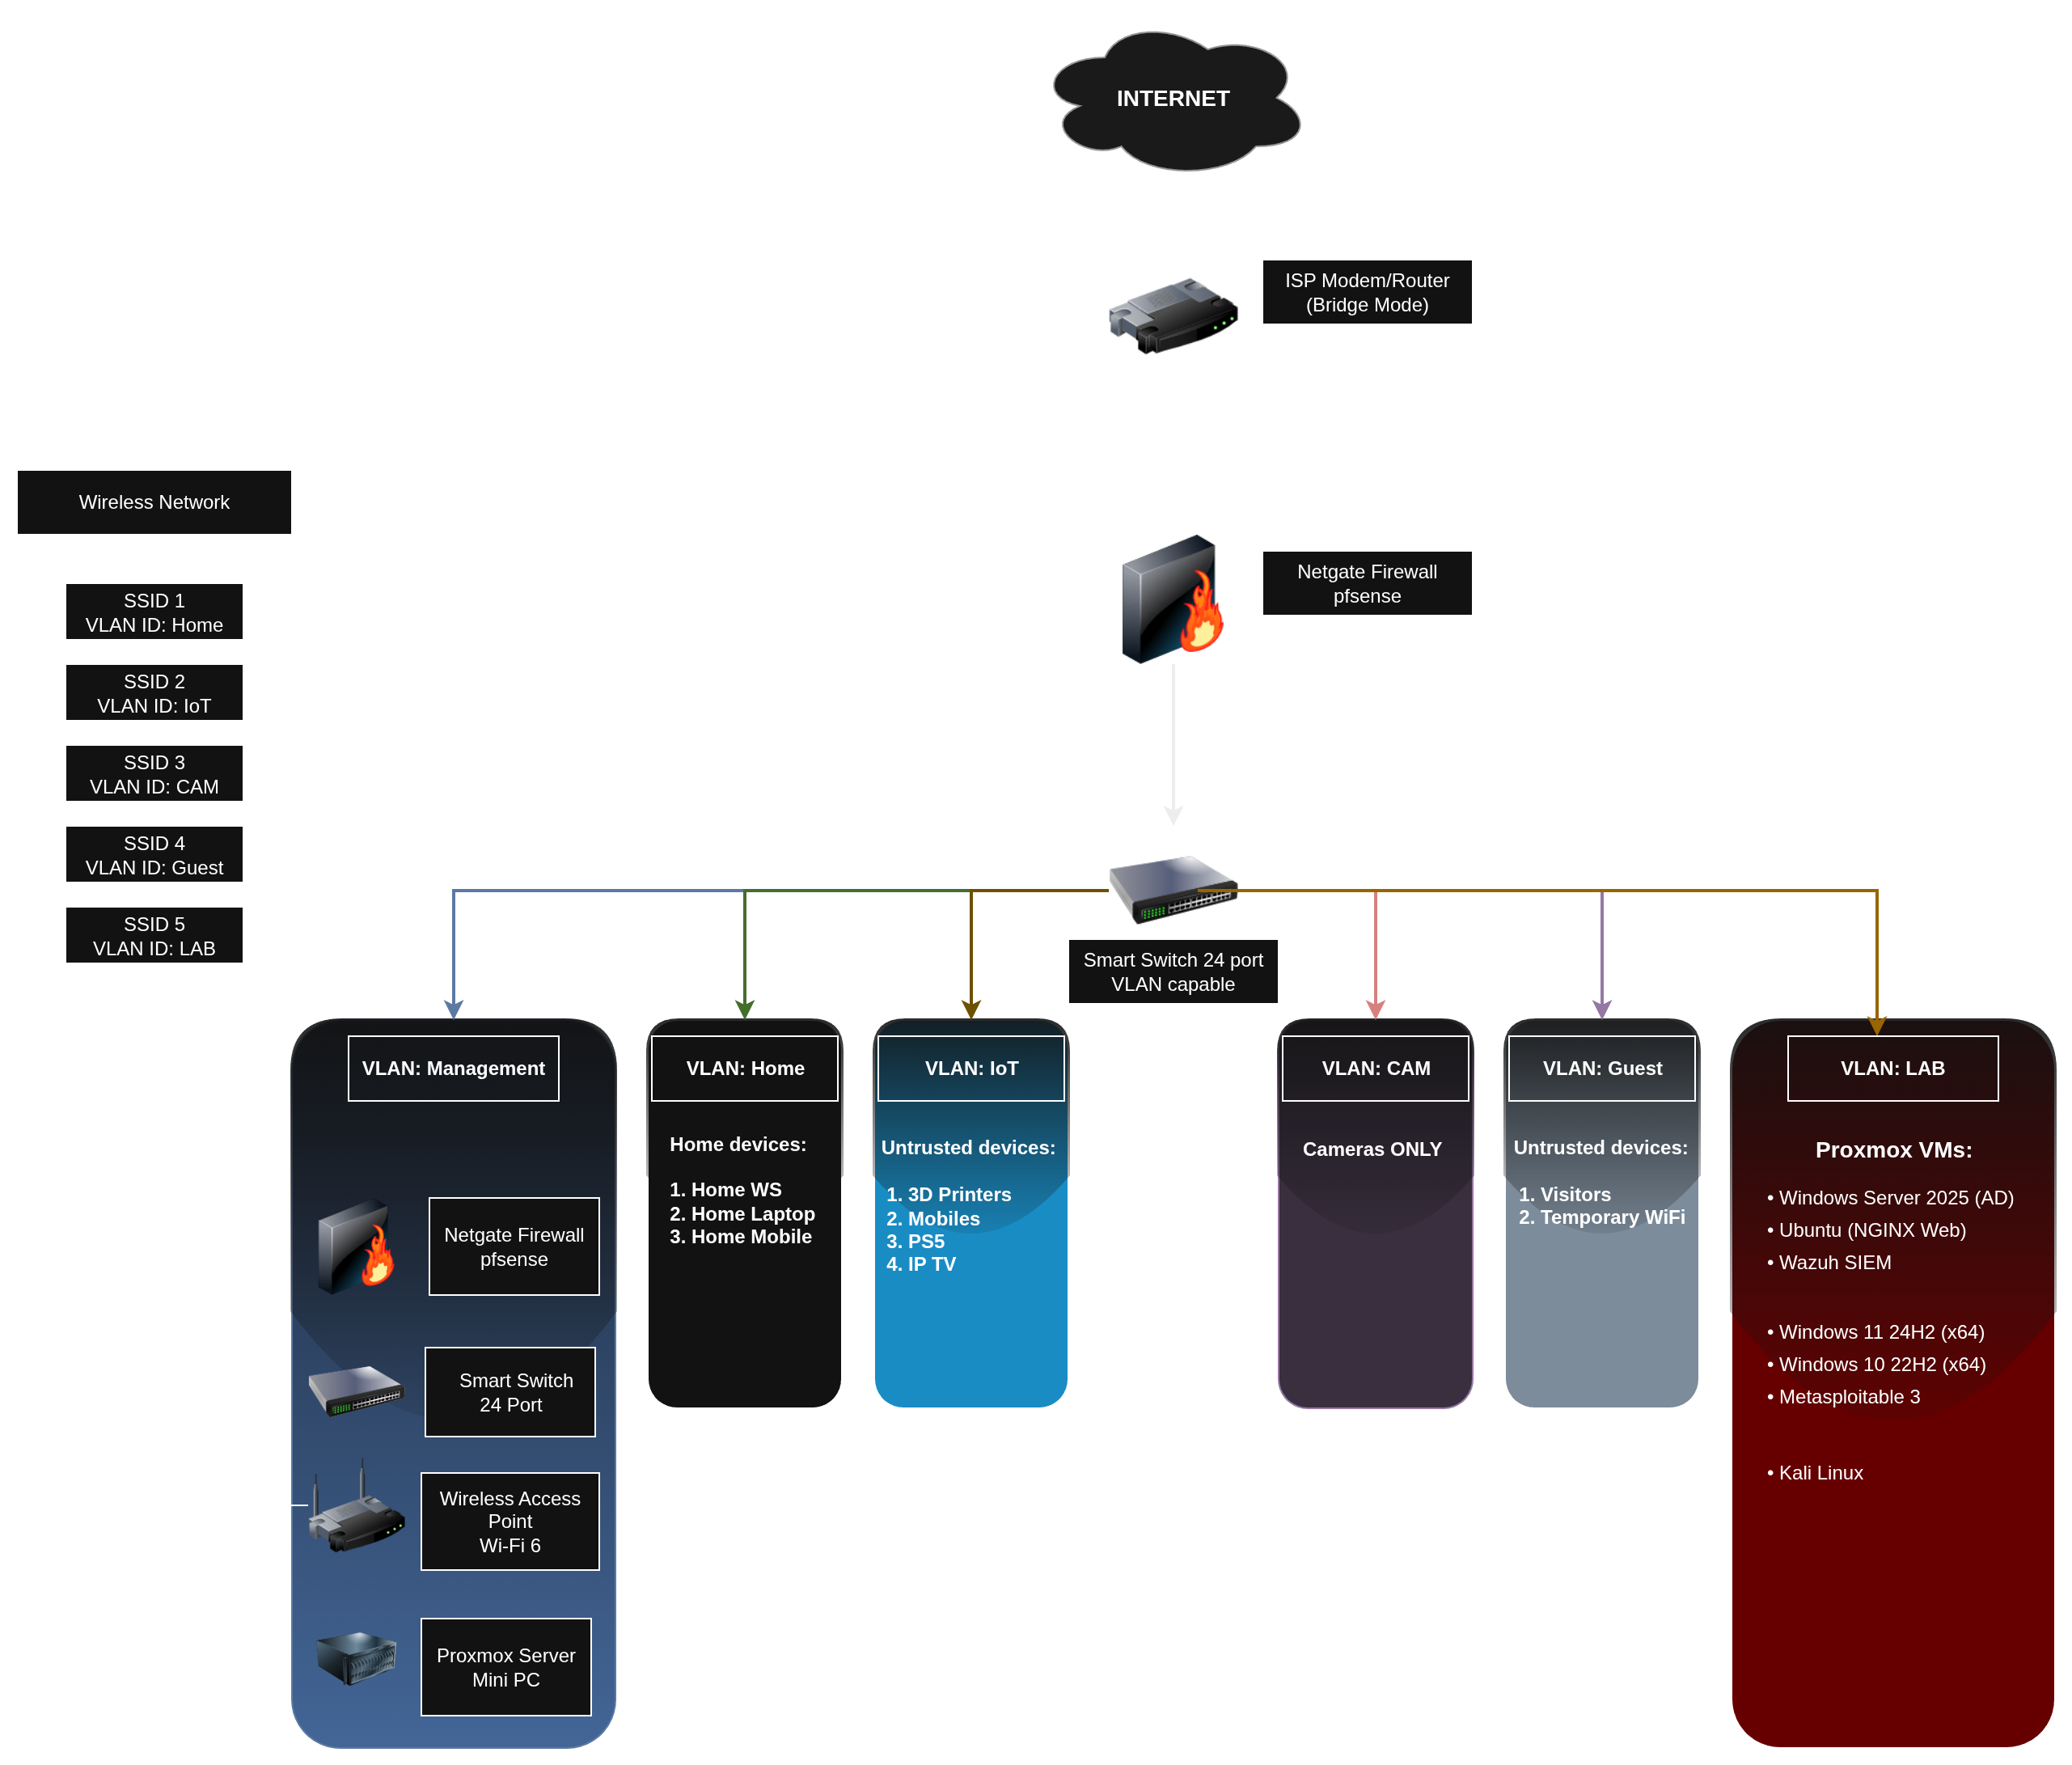 INTERNET
ISP Modem/Router
(Bridge Mode)
Wireless Network
Netgate Firewall
pfsense
SSID 1
VLAN ID: Home
SSID 2
VLAN ID: IoT
SSID 3
VLAN ID: CAM
SSID 4
VLAN ID: Guest
SSID 5
VLAN ID: LAB
Smart Switch 24 port
VLAN capable
VLAN: Management
Netgate Firewall
pfsense
Smart Switch
24 Port
Wireless Access
Point
Wi-Fi 6
Proxmox Server
Mini PC
VLAN: Home
Home devices:
1. Home WS
2. Home Laptop
3. Home Mobile
VLAN: IoT
Untrusted devices:
1. 3D Printers
2. Mobiles
3. PS5
4. IP TV
VLAN: CAM
Cameras ONLY
VLAN: Guest
Untrusted devices:
1. Visitors
2. Temporary WiFi
VLAN: LAB
Proxmox VMs:
• Windows Server 2025 (AD)
• Ubuntu (NGINX Web)
• Wazuh SIEM
• Windows 11 24H2 (x64)
• Windows 10 22H2 (x64)
• Metasploitable 3
• Kali Linux